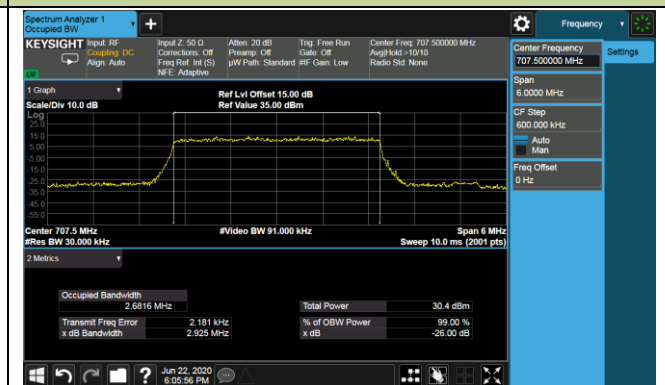 Spectrum Analyzer 1
Occupied BW
Frequency
KEYSIGHT
Input: RF
Coupling: DC
Align: Auto
Input Z: 50 Ω
Corrections: Off
Freq Ref: Int (S)
NFE: Adaptive
Atten: 20 dB
Preamp: Off
µW Path: Standard
Trig: Free Run
Gate: Off
#IF Gain: Low
Center Freq: 707.500000 MHz
Avg|Hold:>10/10
Radio Std: None
LXI
Center Frequency
707.500000 MHz
Settings
Span
6.0000 MHz
CF Step
600.000 kHz
Auto
Man
Freq Offset
0 Hz
1 Graph
Scale/Div 10.0 dB
Ref Lvl Offset 15.00 dB
Ref Value 35.00 dBm
Log
25.0
15.0
5.00
-5.00
-15.0
-25.0
-35.0
-45.0
-55.0
Center 707.5 MHz
#Res BW 30.000 kHz
#Video BW 91.000 kHz
Span 6 MHz
Sweep 10.0 ms (2001 pts)
2 Metrics
Occupied Bandwidth
2.6816 MHz
Total Power 30.4 dBm
Transmit Freq Error 2.181 kHz
% of OBW Power 99.00 %
x dB Bandwidth 2.925 MHz
x dB -26.00 dB
?
Jun 22, 2020
6:05:56 PM